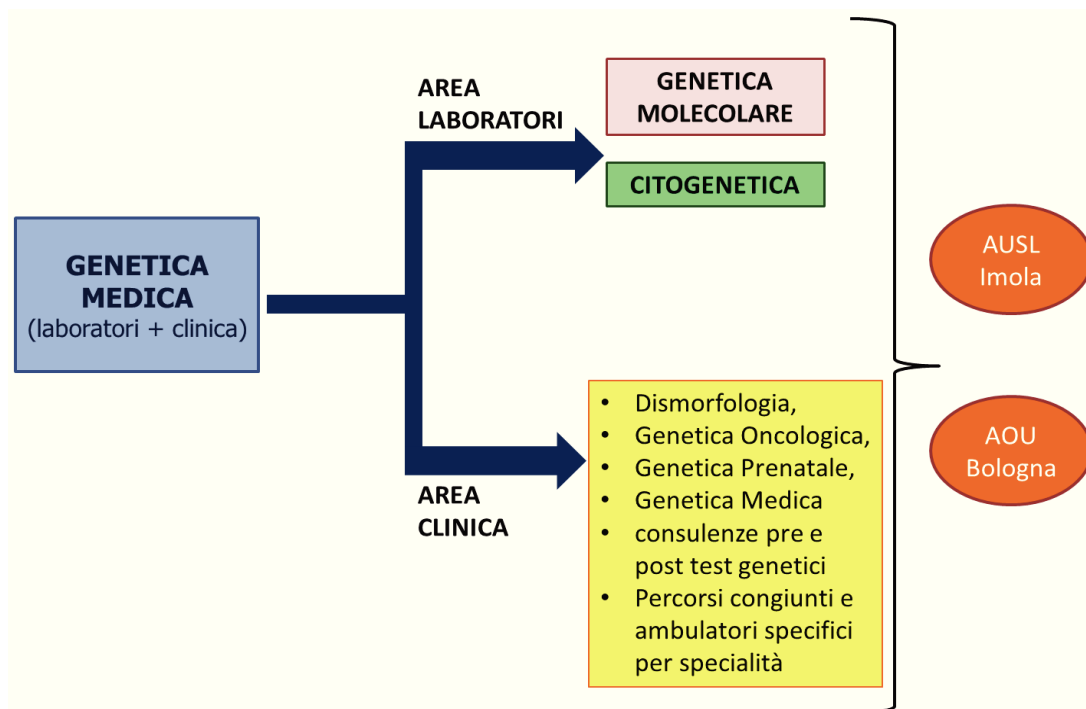 GENETICA
MEDICA
(laboratori + clinica)
AREA
LABORATORI
GENETICA
MOLECOLARE
CITOGENETICA
AREA
CLINICA
• Dismorfologia,
• Genetica Oncologica,
• Genetica Prenatale,
• Genetica Medica
• consulenze pre e
post test genetici
• Percorsi congiunti e
ambulatori specifici
per specialità
AUSL
Imola
AOU
Bologna